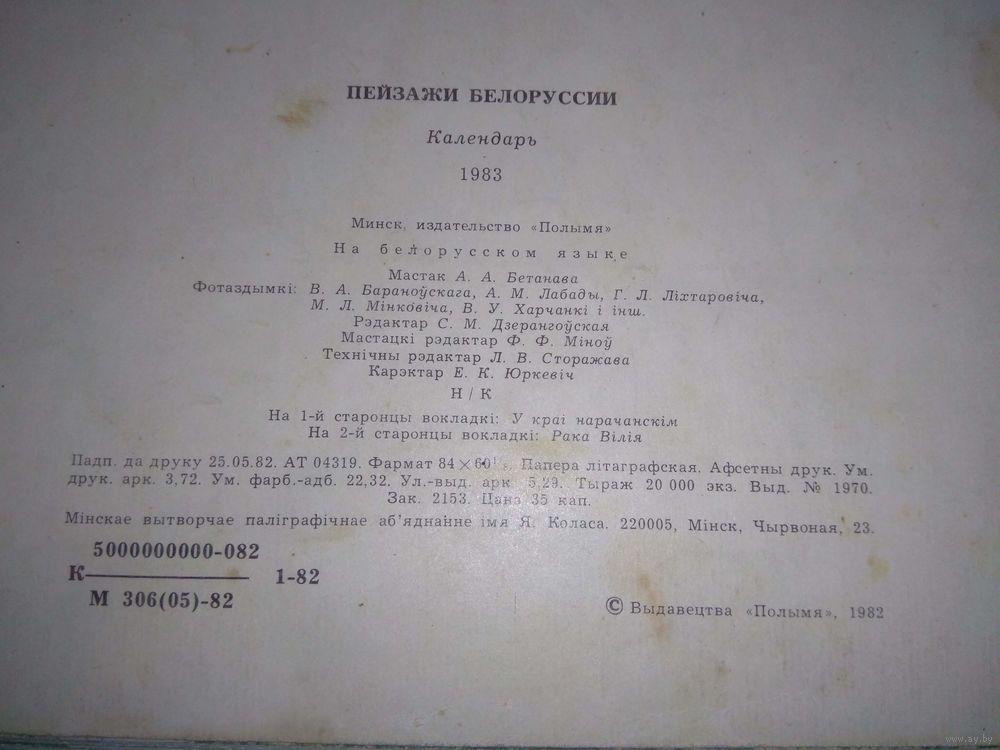 ПЕЙЗАЖИ БЕЛОРУССИИ
Календарь
1983
Минск, издательство «Полымя»
На белорусском языке
Мастак А. А. Бетанава
Фотаздымкі: В. А. Бараноўскага, А. М. Лабады, Г. Л. Ліхтаровіча,
М. Л. Мінковіча, В. У. Харчанкі і інш.
Рэдактар С. М. Дзерангоўская
Мастацкі рэдактар Ф. Ф. Міноў
Тэхнічны рэдактар Л. В. Сторажава
Карэктар Е. К. Юркевіч
Н/К
На 1-й старонцы вокладкі: У краі нарачанскім
На 2-й старонцы вокладкі: Рака Вілія
Падп. да друку 25.05.82. АТ 04319. Фармат 84×60 Папера літаграфская. Афсетны друк. Ум.
друк. арк. 3,72. Ум. фарб.-адб. 22,32. Ул.-выд. арк. 5,29. Тыраж 20 000 экз. Выд. № 1970.
Зак. 2153. Цана 35 кап.
Мінскае вытворчае паліграфічнае аб'яднанне імя Я. Коласа. 220005, Мінск, Чырвоная, 23.
5000000000-082
К 1-82
М 306(05)-82
© Выдавецтва «Полымя», 1982
www.ay.by